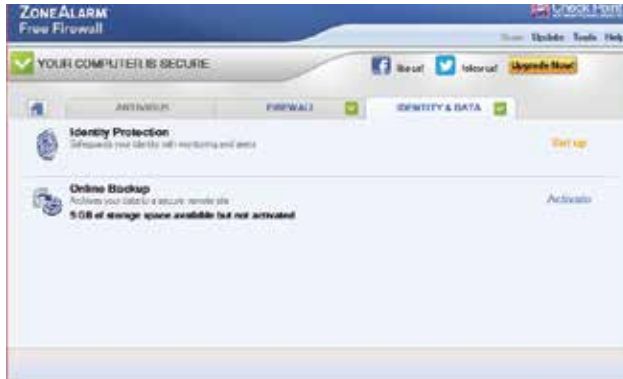 ZONEALARM
Free Firewall
Check Point
Update Tools Help
YOUR COMPUTER IS SECURE
like us! follow us! Upgrade Now!
ANTIVIRUS FIREWALL IDENTITY & DATA
Identity Protection
Safeguards your identity with monitoring and alerts
Set up
Online Backup
Archives your data to a secure, remote site
Activate
5 GB of storage space available but not activated